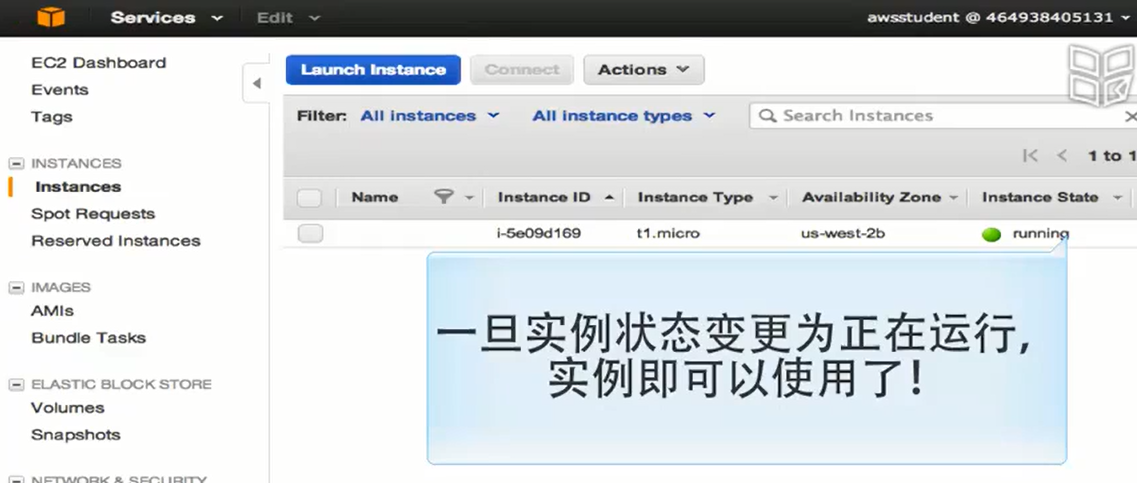 Services Edit awsstudent @ 464938405131
EC2 Dashboard
Events
Tags
INSTANCES
Instances
Spot Requests
Reserved Instances
IMAGES
AMIs
Bundle Tasks
ELASTIC BLOCK STORE
Volumes
Snapshots
NETWORK & SECURITY
Launch Instance Connect Actions
Filter: All instances All instance types Search Instances
1 to 1
Name Instance ID Instance Type Availability Zone Instance State
i-5e09d169 t1.micro us-west-2b running
一旦实例状态变更为正在运行,
实例即可以使用了!